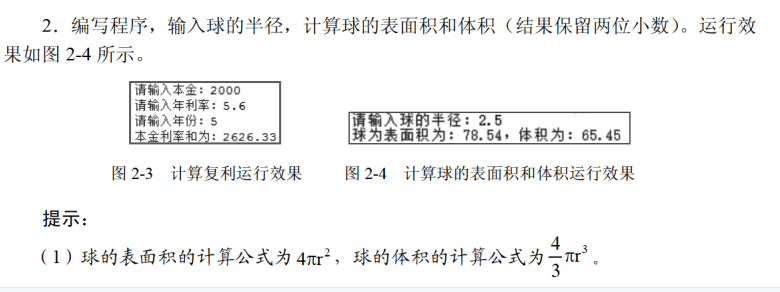 2．编写程序，输入球的半径，计算球的表面积和体积（结果保留两位小数）。运行效
果如图 2-4 所示。
请输入本金：2000
请输入年利率：5.6
请输入年份：5
本金利率和为：2626.33
请输入球的半径：2.5
球为表面积为：78.54，体积为：65.45
图 2-3　计算复利运行效果
图 2-4　计算球的表面积和体积运行效果
提示：
（1）球的表面积的计算公式为 4πr²，球的体积的计算公式为 4/3 πr³。